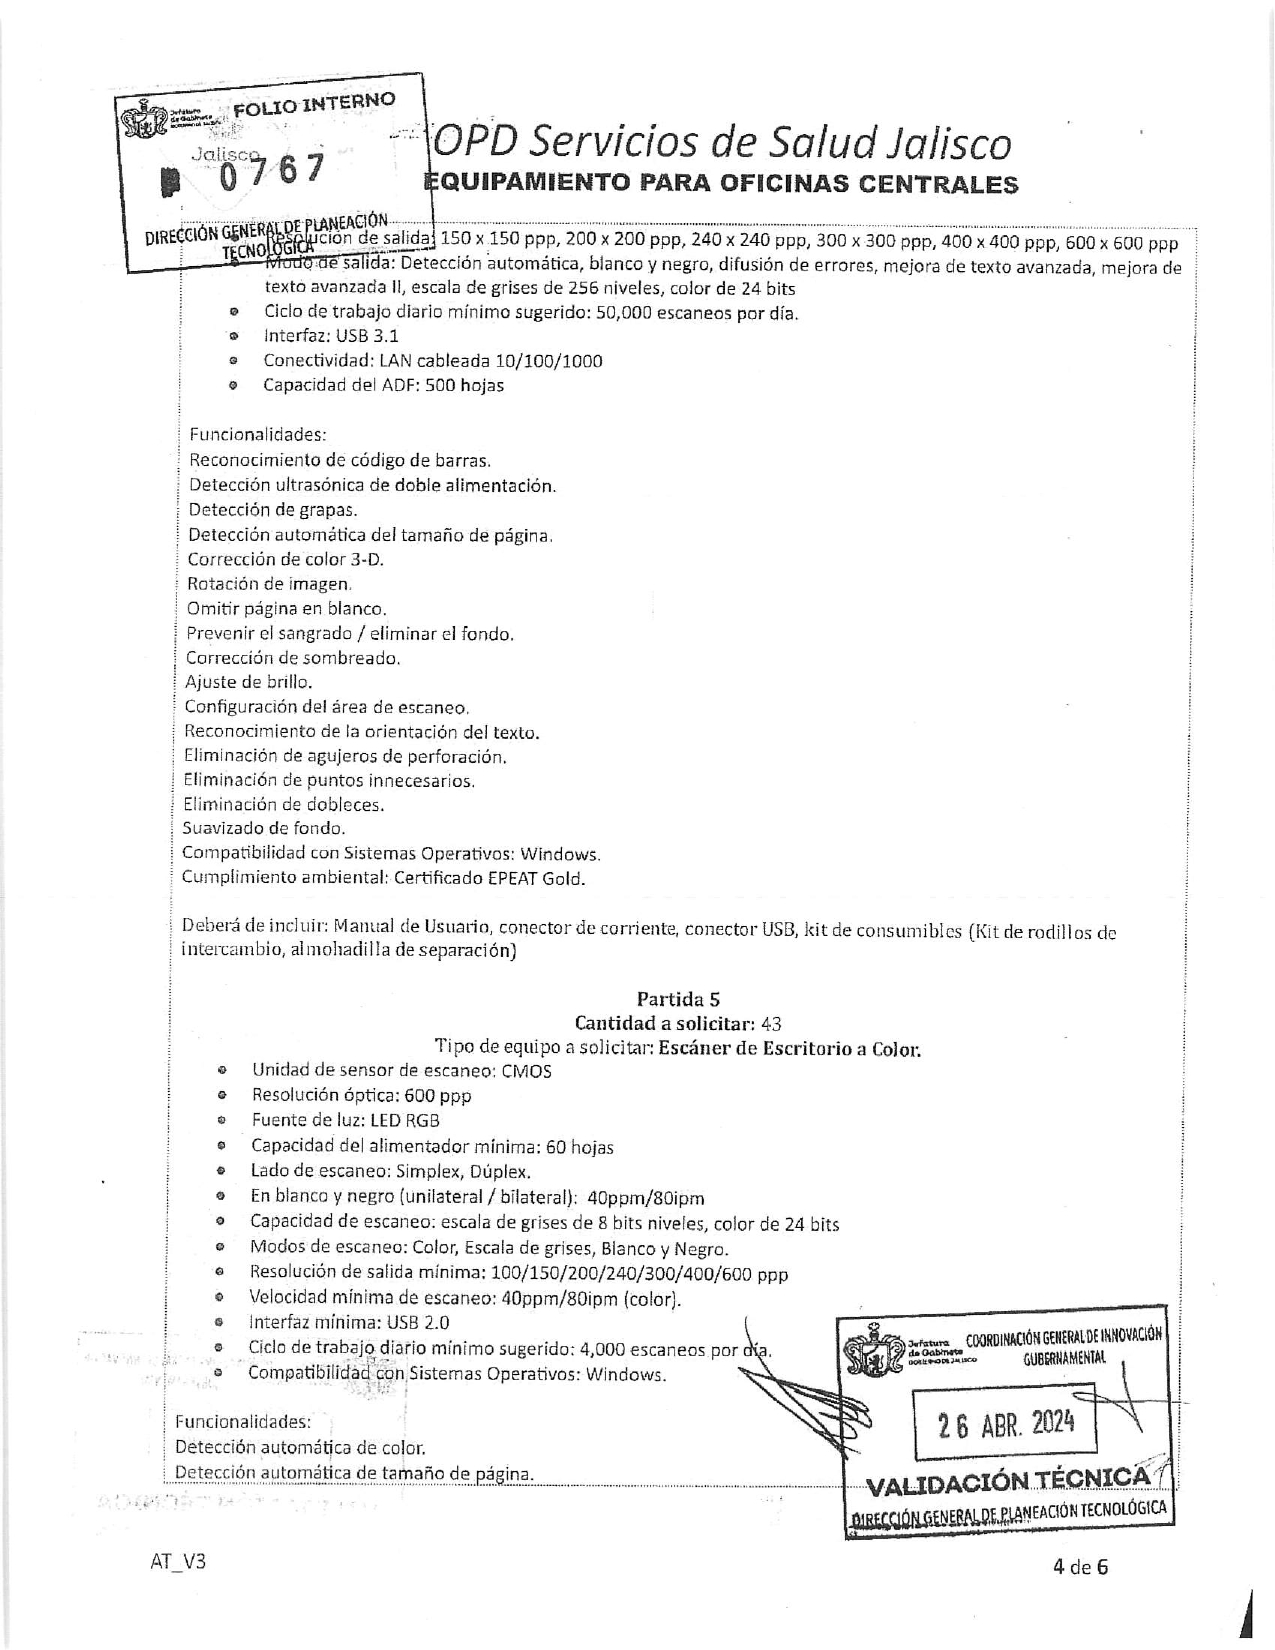 Jefatura
de Gabinete
FOLIO INTERNO
Jalisco
0767
DIRECCIÓN GENERAL DE PLANEACIÓN
TECNOLÓGICA
OPD Servicios de Salud Jalisco
EQUIPAMIENTO PARA OFICINAS CENTRALES
Resolución de salida: 150 x 150 ppp, 200 x 200 ppp, 240 x 240 ppp, 300 x 300 ppp, 400 x 400 ppp, 600 x 600 ppp
Modo de salida: Detección automática, blanco y negro, difusión de errores, mejora de texto avanzada, mejora de
texto avanzada II, escala de grises de 256 niveles, color de 24 bits
Ciclo de trabajo diario mínimo sugerido: 50,000 escaneos por día.
Interfaz: USB 3.1
Conectividad: LAN cableada 10/100/1000
Capacidad del ADF: 500 hojas
Funcionalidades:
Reconocimiento de código de barras.
Detección ultrasónica de doble alimentación.
Detección de grapas.
Detección automática del tamaño de página.
Corrección de color 3-D.
Rotación de imagen.
Omitir página en blanco.
Prevenir el sangrado / eliminar el fondo.
Corrección de sombreado.
Ajuste de brillo.
Configuración del área de escaneo.
Reconocimiento de la orientación del texto.
Eliminación de agujeros de perforación.
Eliminación de puntos innecesarios.
Eliminación de dobleces.
Suavizado de fondo.
Compatibilidad con Sistemas Operativos: Windows.
Cumplimiento ambiental: Certificado EPEAT Gold.
Deberá de incluir: Manual de Usuario, conector de corriente, conector USB, kit de consumibles (Kit de rodillos de
intercambio, almohadilla de separación)
Partida 5
Cantidad a solicitar: 43
Tipo de equipo a solicitar: Escáner de Escritorio a Color.
Unidad de sensor de escaneo: CMOS
Resolución óptica: 600 ppp
Fuente de luz: LED RGB
Capacidad del alimentador mínima: 60 hojas
Lado de escaneo: Simplex, Dúplex.
En blanco y negro (unilateral / bilateral): 40ppm/80ipm
Capacidad de escaneo: escala de grises de 8 bits niveles, color de 24 bits
Modos de escaneo: Color, Escala de grises, Blanco y Negro.
Resolución de salida mínima: 100/150/200/240/300/400/600 ppp
Velocidad mínima de escaneo: 40ppm/80ipm (color).
Interfaz mínima: USB 2.0
Ciclo de trabajo diario mínimo sugerido: 4,000 escaneos por día.
Compatibilidad con Sistemas Operativos: Windows.
Funcionalidades:
Detección automática de color.
Detección automática de tamaño de página.
Jefatura
de Gabinete
GOBIERNO DE JALISCO
COORDINACIÓN GENERAL DE INNOVACIÓN
GUBERNAMENTAL
26 ABR. 2024
VALIDACIÓN TÉCNICA
DIRECCIÓN GENERAL DE PLANEACIÓN TECNOLÓGICA
AT_V3
4 de 6